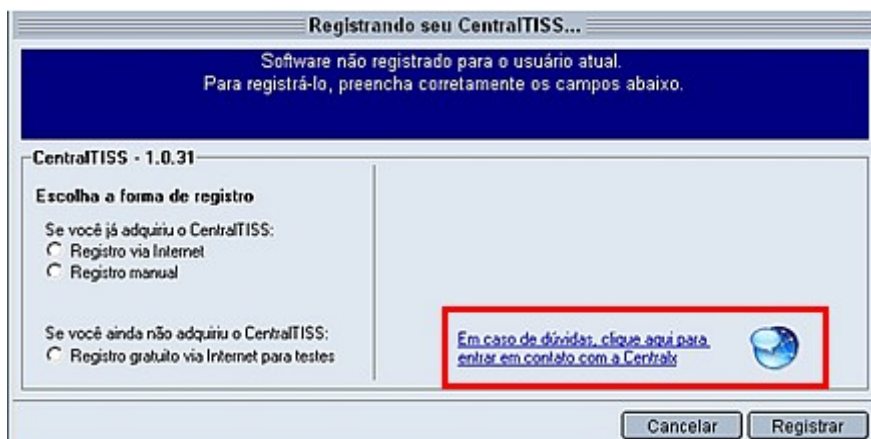 Registrando seu CentralTISS...
Software não registrado para o usuário atual.
Para registrá-lo, preencha corretamente os campos abaixo.
CentralTISS - 1.0.31
Escolha a forma de registro
Se você já adquiriu o CentralTISS:
Registro via Internet
Registro manual
Se você ainda não adquiriu o CentralTISS:
Registro gratuito via Internet para testes
Em caso de dúvidas, clique aqui para
entrar em contato com a Centralx
Cancelar
Registrar